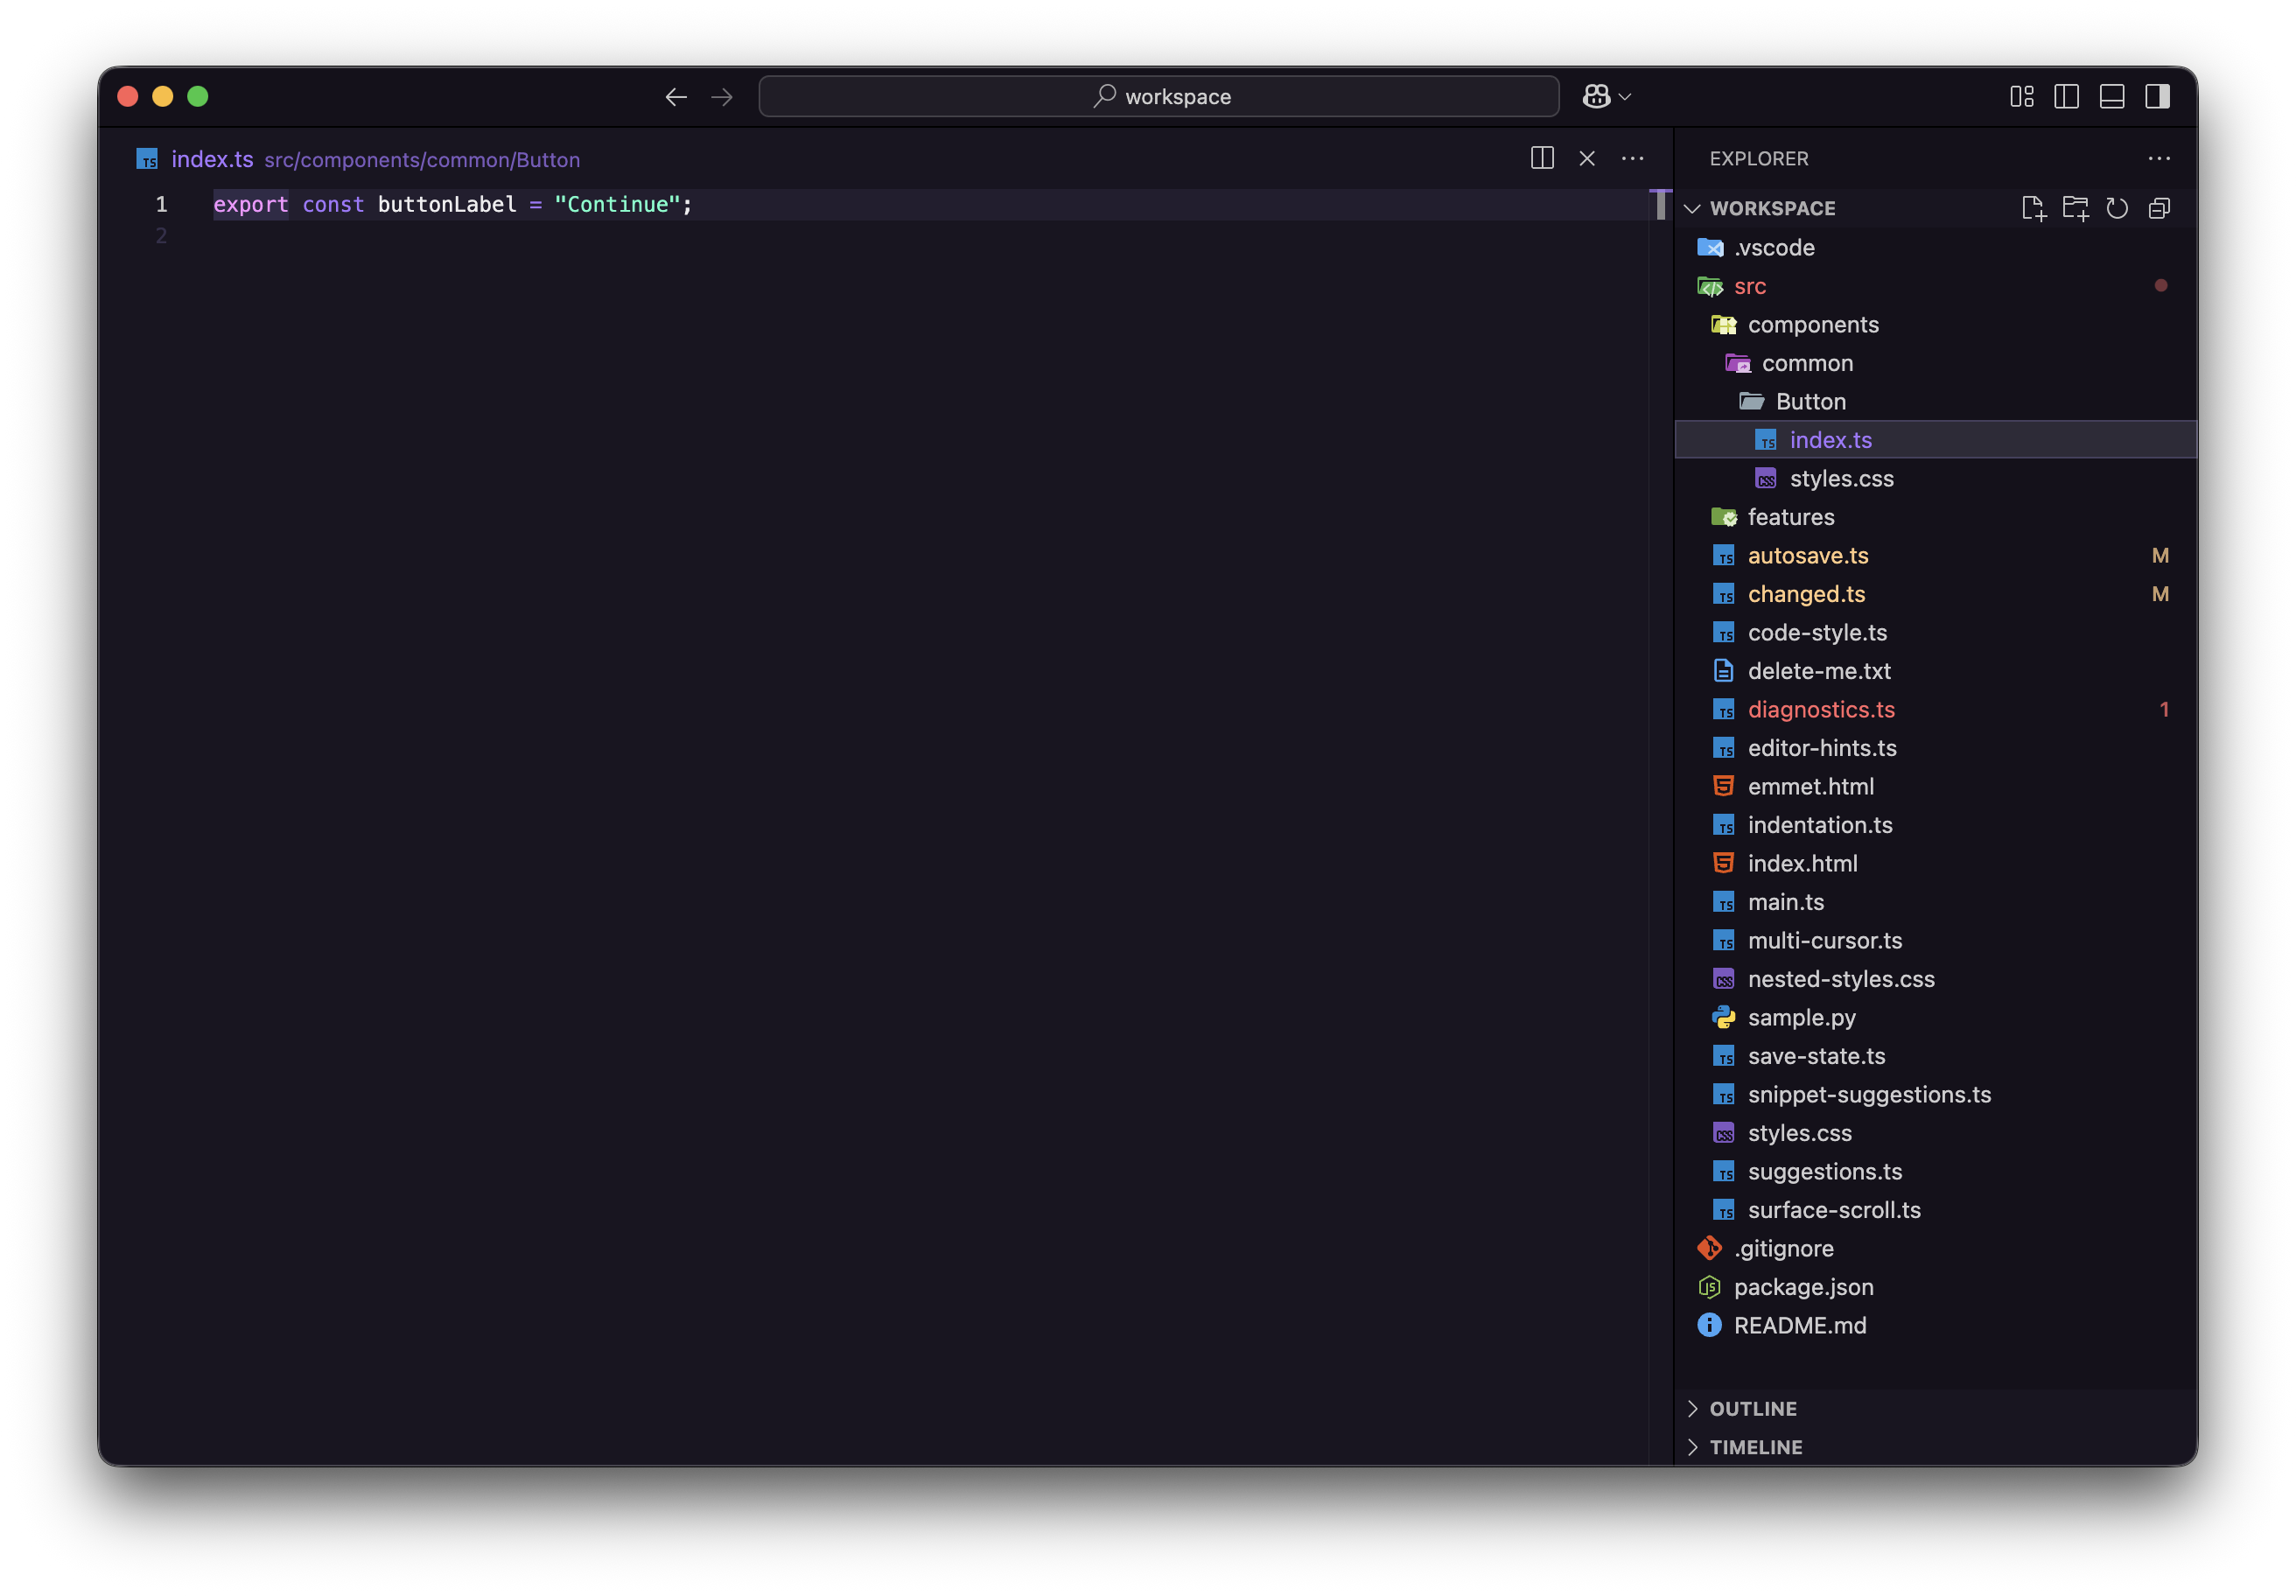 workspace
index.ts src/components/common/Button
1 export const buttonLabel = "Continue";
2
EXPLORER
WORKSPACE
.vscode
src
components
common
Button
index.ts
styles.css
features
autosave.ts M
changed.ts M
code-style.ts
delete-me.txt
diagnostics.ts 1
editor-hints.ts
emmet.html
indentation.ts
index.html
main.ts
multi-cursor.ts
nested-styles.css
sample.py
save-state.ts
snippet-suggestions.ts
styles.css
suggestions.ts
surface-scroll.ts
.gitignore
package.json
README.md
OUTLINE
TIMELINE